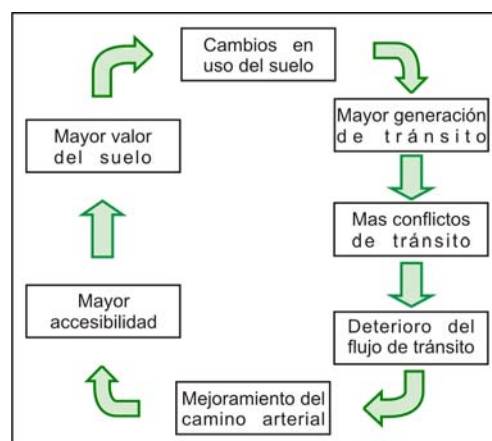 Cambios en
uso del suelo
Mayor generación
de tránsito
Mas conflictos
de tránsito
Deterioro del
flujo de tránsito
Mejoramiento del
camino arterial
Mayor
accesibilidad
Mayor valor
del suelo